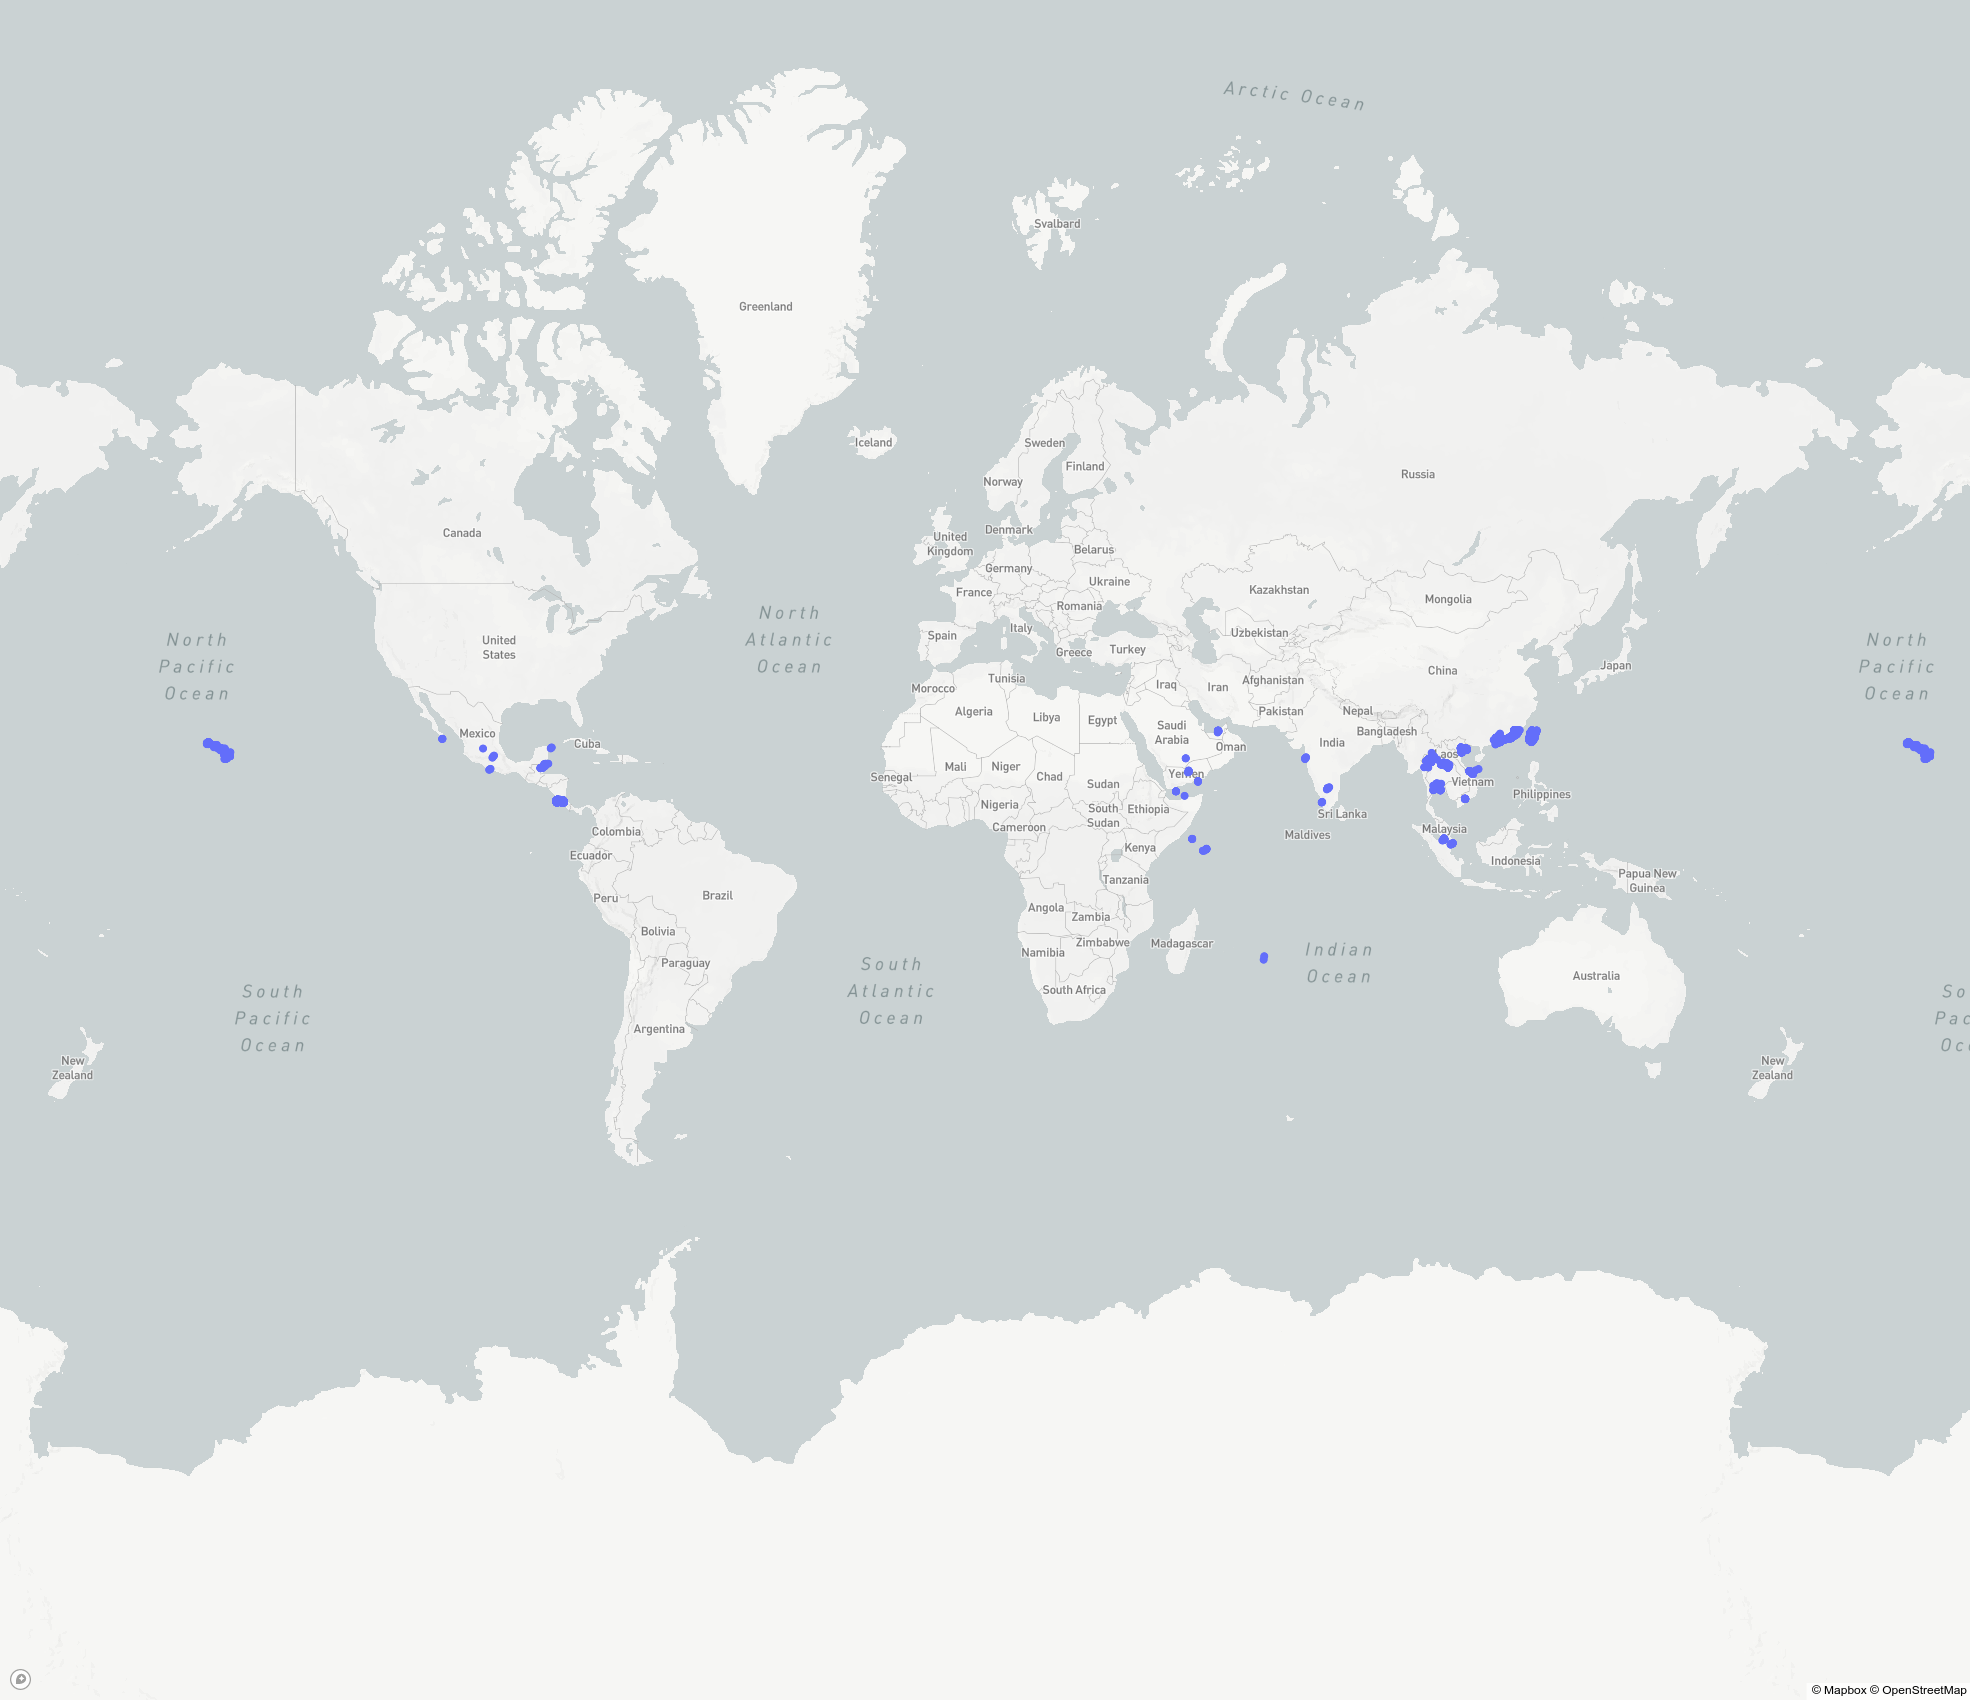 Arctic Ocean
Svalbard
Greenland
Iceland
Sweden
Finland
Norway
Russia
Canada
Denmark
United
Kingdom
Belarus
Germany
Ukraine
Kazakhstan
France
Mongolia
Romania
North
Atlantic
Ocean
North
Pacific
Ocean
United
States
Spain
Italy
Greece
Turkey
Uzbekistan
Japan
North
Pacific
Ocean
China
Tunisia
Morocco
Iraq
Iran
Afghanistan
Algeria
Libya
Egypt
Pakistan
Nepal
Saudi
Arabia
Bangladesh
Mexico
Cuba
Oman
India
Laos
Mali
Niger
Chad
Senegal
Yemen
Sudan
Vietnam
Philippines
Nigeria
South
Sudan
Ethiopia
Sri Lanka
Cameroon
Colombia
Maldives
Malaysia
Kenya
Ecuador
Indonesia
Tanzania
Papua New
Guinea
Peru
Brazil
Angola
Zambia
Bolivia
Zimbabwe
Madagascar
Namibia
Indian
Ocean
Paraguay
South
Atlantic
Ocean
Australia
South Africa
South
Pacific
Ocean
So
Pac
Oc
Argentina
New
Zealand
New
Zealand
© Mapbox © OpenStreetMap